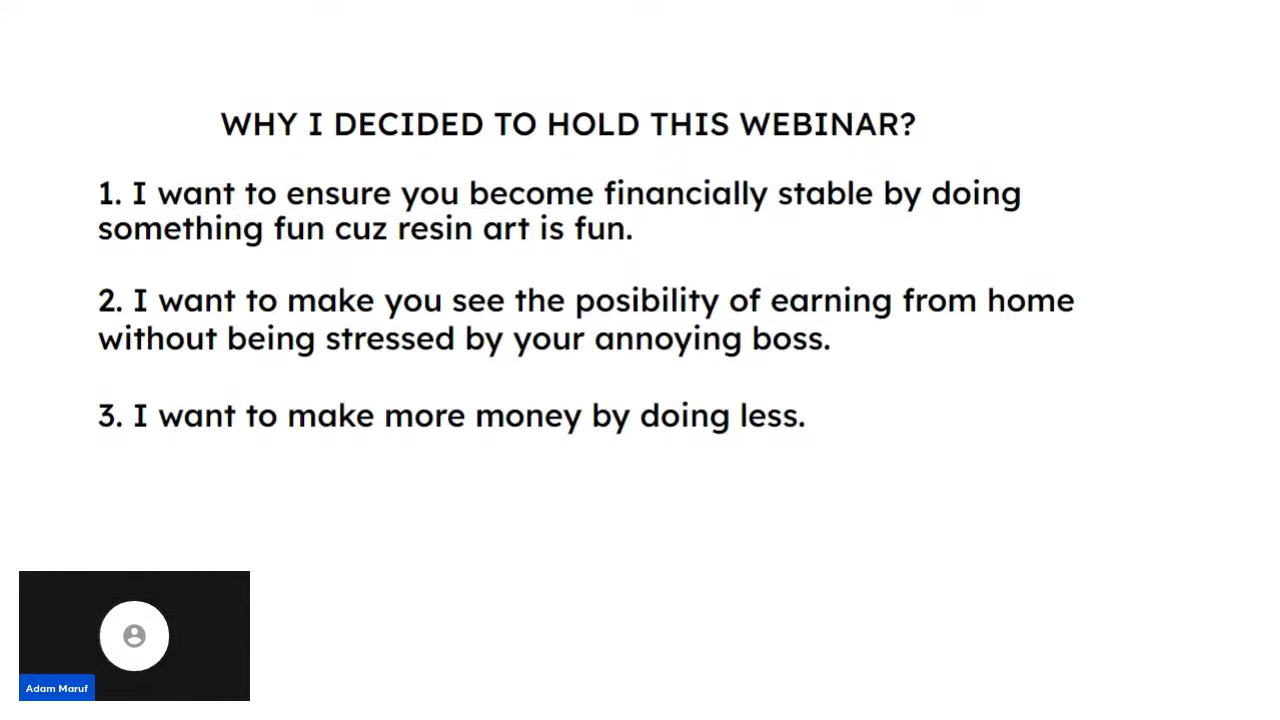 WHY I DECIDED TO HOLD THIS WEBINAR?
1. I want to ensure you become financially stable by doing
something fun cuz resin art is fun.
2. I want to make you see the posibility of earning from home
without being stressed by your annoying boss.
3. I want to make more money by doing less.
Adam Maruf